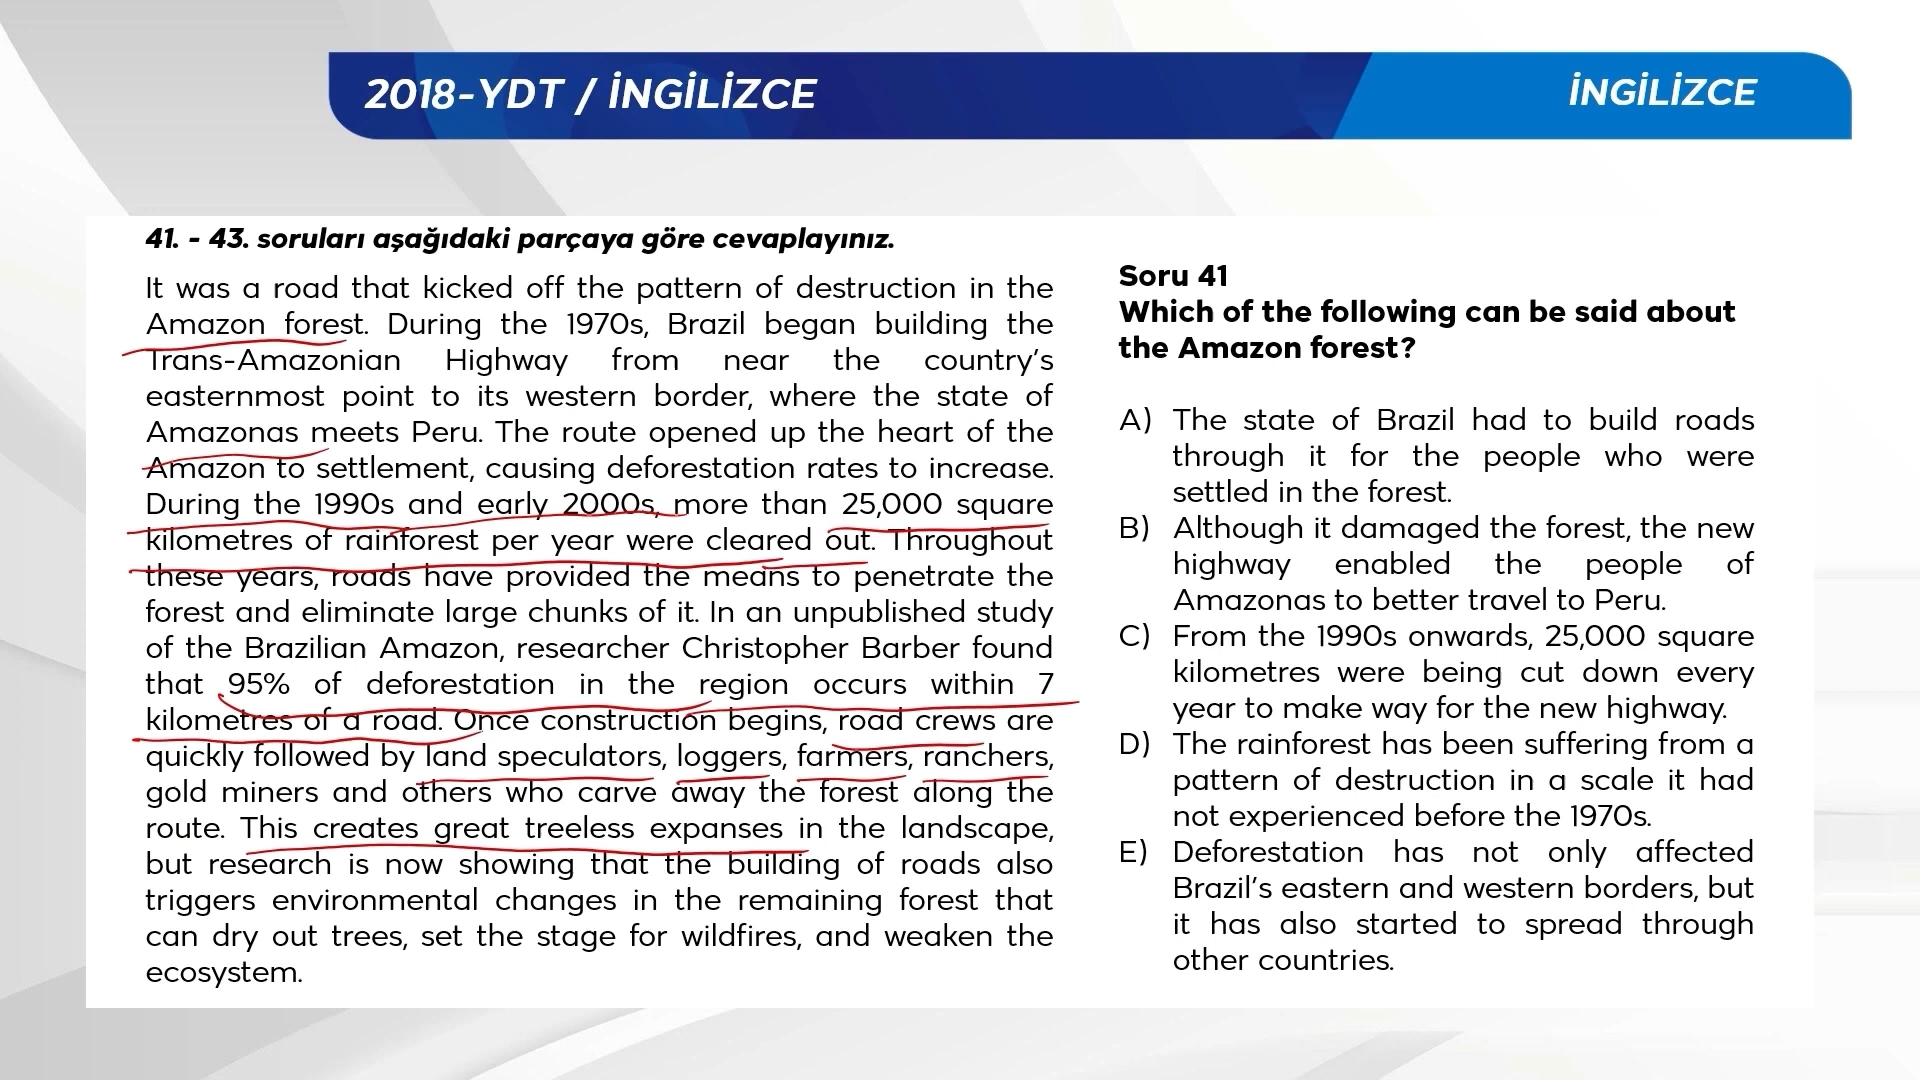 2018-YDT / İNGİLİZCE
İNGİLİZCE
41. - 43. soruları aşağıdaki parçaya göre cevaplayınız.
It was a road that kicked off the pattern of destruction in the
Amazon forest. During the 1970s, Brazil began building the
Trans-Amazonian Highway from near the country's
easternmost point to its western border, where the state of
Amazonas meets Peru. The route opened up the heart of the
Amazon to settlement, causing deforestation rates to increase.
During the 1990s and early 2000s, more than 25,000 square
kilometres of rainforest per year were cleared out. Throughout
these years, roads have provided the means to penetrate the
forest and eliminate large chunks of it. In an unpublished study
of the Brazilian Amazon, researcher Christopher Barber found
that 95% of deforestation in the region occurs within 7
kilometres of a road. Once construction begins, road crews are
quickly followed by land speculators, loggers, farmers, ranchers,
gold miners and others who carve away the forest along the
route. This creates great treeless expanses in the landscape,
but research is now showing that the building of roads also
triggers environmental changes in the remaining forest that
can dry out trees, set the stage for wildfires, and weaken the
ecosystem.
Soru 41
Which of the following can be said about
the Amazon forest?
A) The state of Brazil had to build roads
through it for the people who were
settled in the forest.
B) Although it damaged the forest, the new
highway enabled the people of
Amazonas to better travel to Peru.
C) From the 1990s onwards, 25,000 square
kilometres were being cut down every
year to make way for the new highway.
D) The rainforest has been suffering from a
pattern of destruction in a scale it had
not experienced before the 1970s.
E) Deforestation has not only affected
Brazil's eastern and western borders, but
it has also started to spread through
other countries.